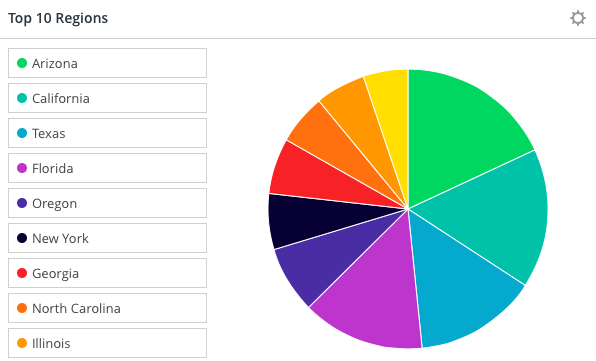 Top 10 Regions
Arizona
California
Texas
Florida
Oregon
New York
Georgia
North Carolina
Illinois